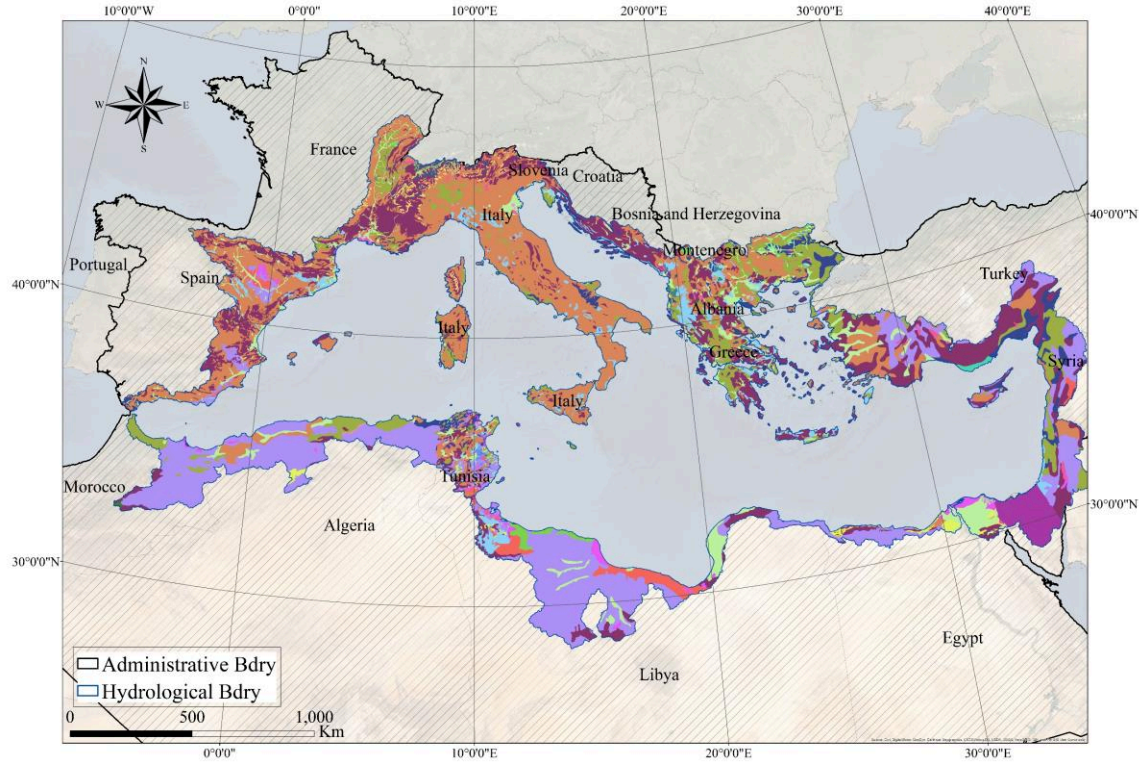 10°0'0"W 0°0'0" 10°0'0"E 20°0'0"E 30°0'0"E 40°0'0"E
N
W E
S
France
Slovenia
Croatia
Italy
Bosnia and Herzegovina
40°0'0"N
Montenegro
Portugal
Spain
Turkey
40°0'0"N
Italy
Albania
Greece
Syria
Italy
Tunisia
Morocco
30°0'0"N
Algeria
30°0'0"N
Egypt
Libya
Administrative Bdry
Hydrological Bdry
0 500 1,000
Km
0°0'0" 10°0'0"E 20°0'0"E 30°0'0"E